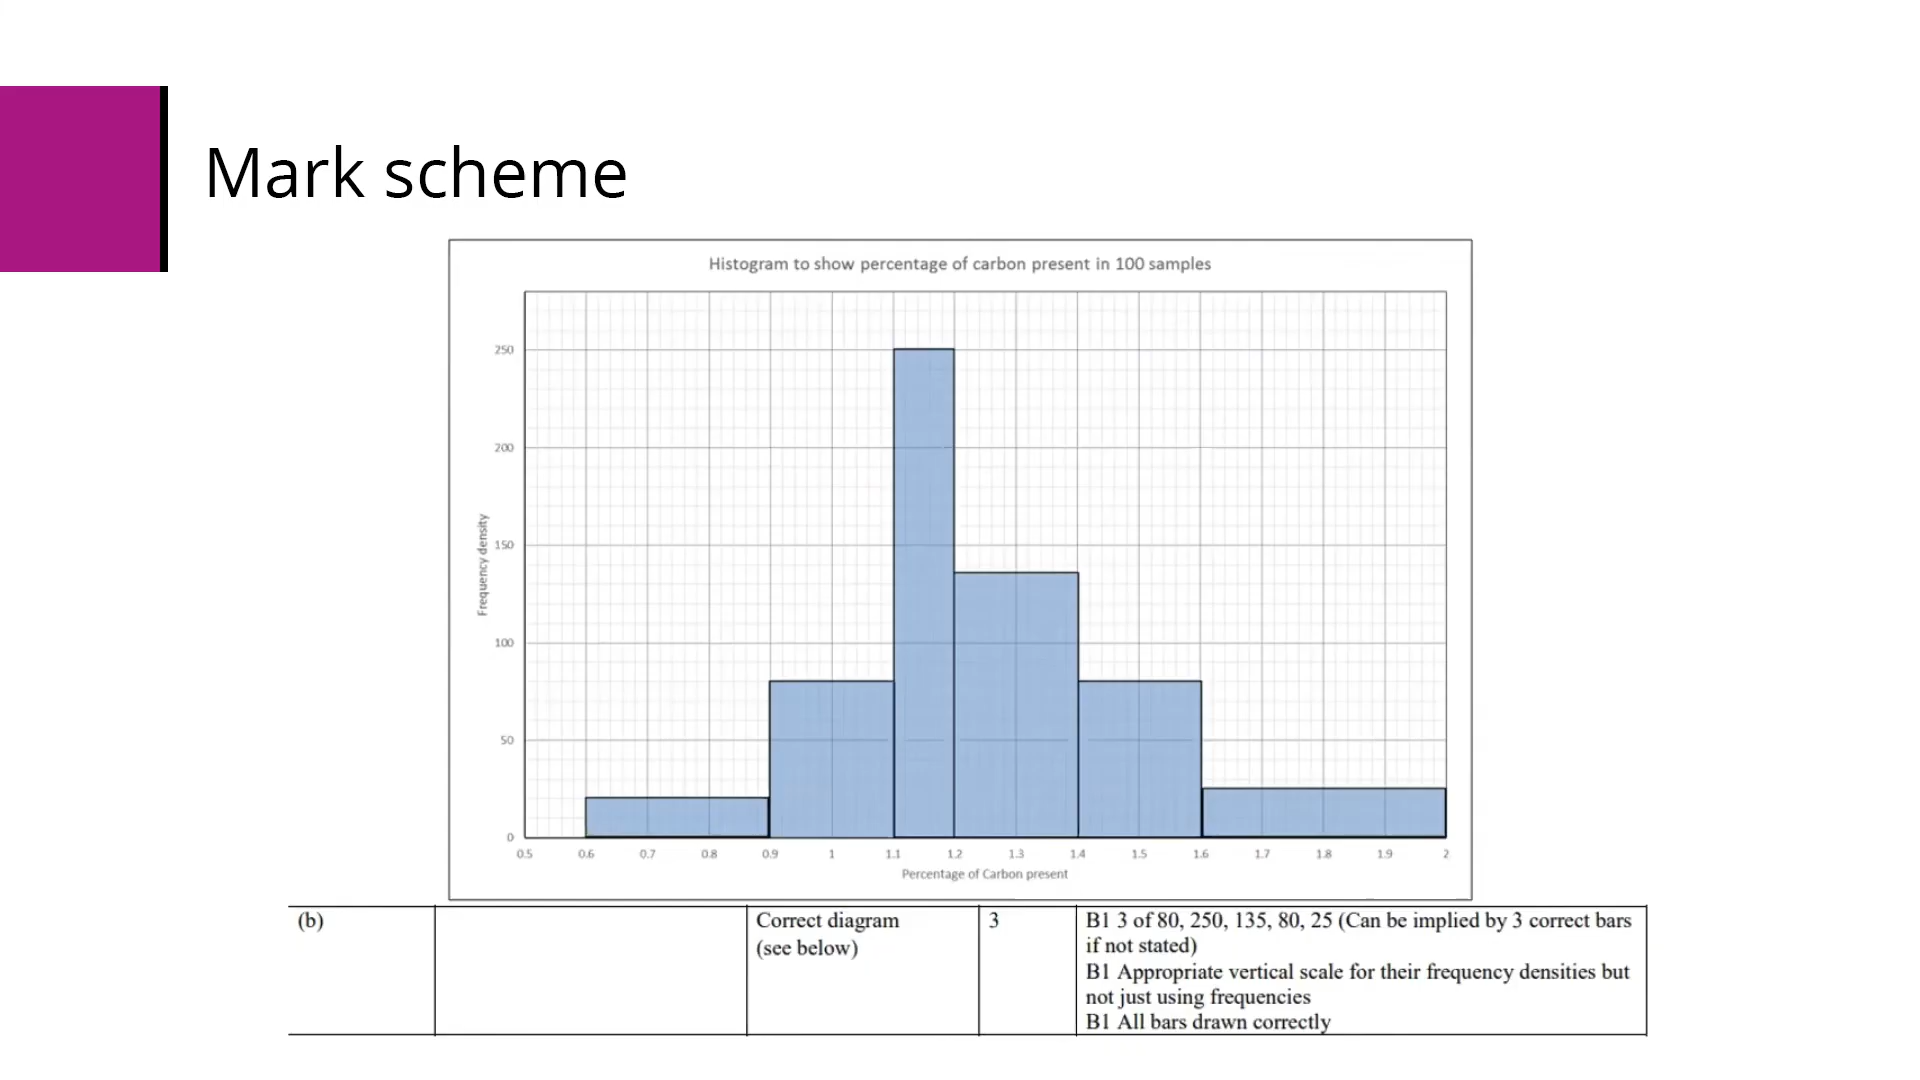 Mark scheme
Histogram to show percentage of carbon present in 100 samples
250
200
150
100
50
0
Frequency density
0.5 0.6 0.7 0.8 0.9 1 1.1 1.2 1.3 1.4 1.5 1.6 1.7 1.8 1.9 2
Percentage of Carbon present
(b)
Correct diagram
(see below)
3
B1 3 of 80, 250, 135, 80, 25 (Can be implied by 3 correct bars
if not stated)
B1 Appropriate vertical scale for their frequency densities but
not just using frequencies
B1 All bars drawn correctly